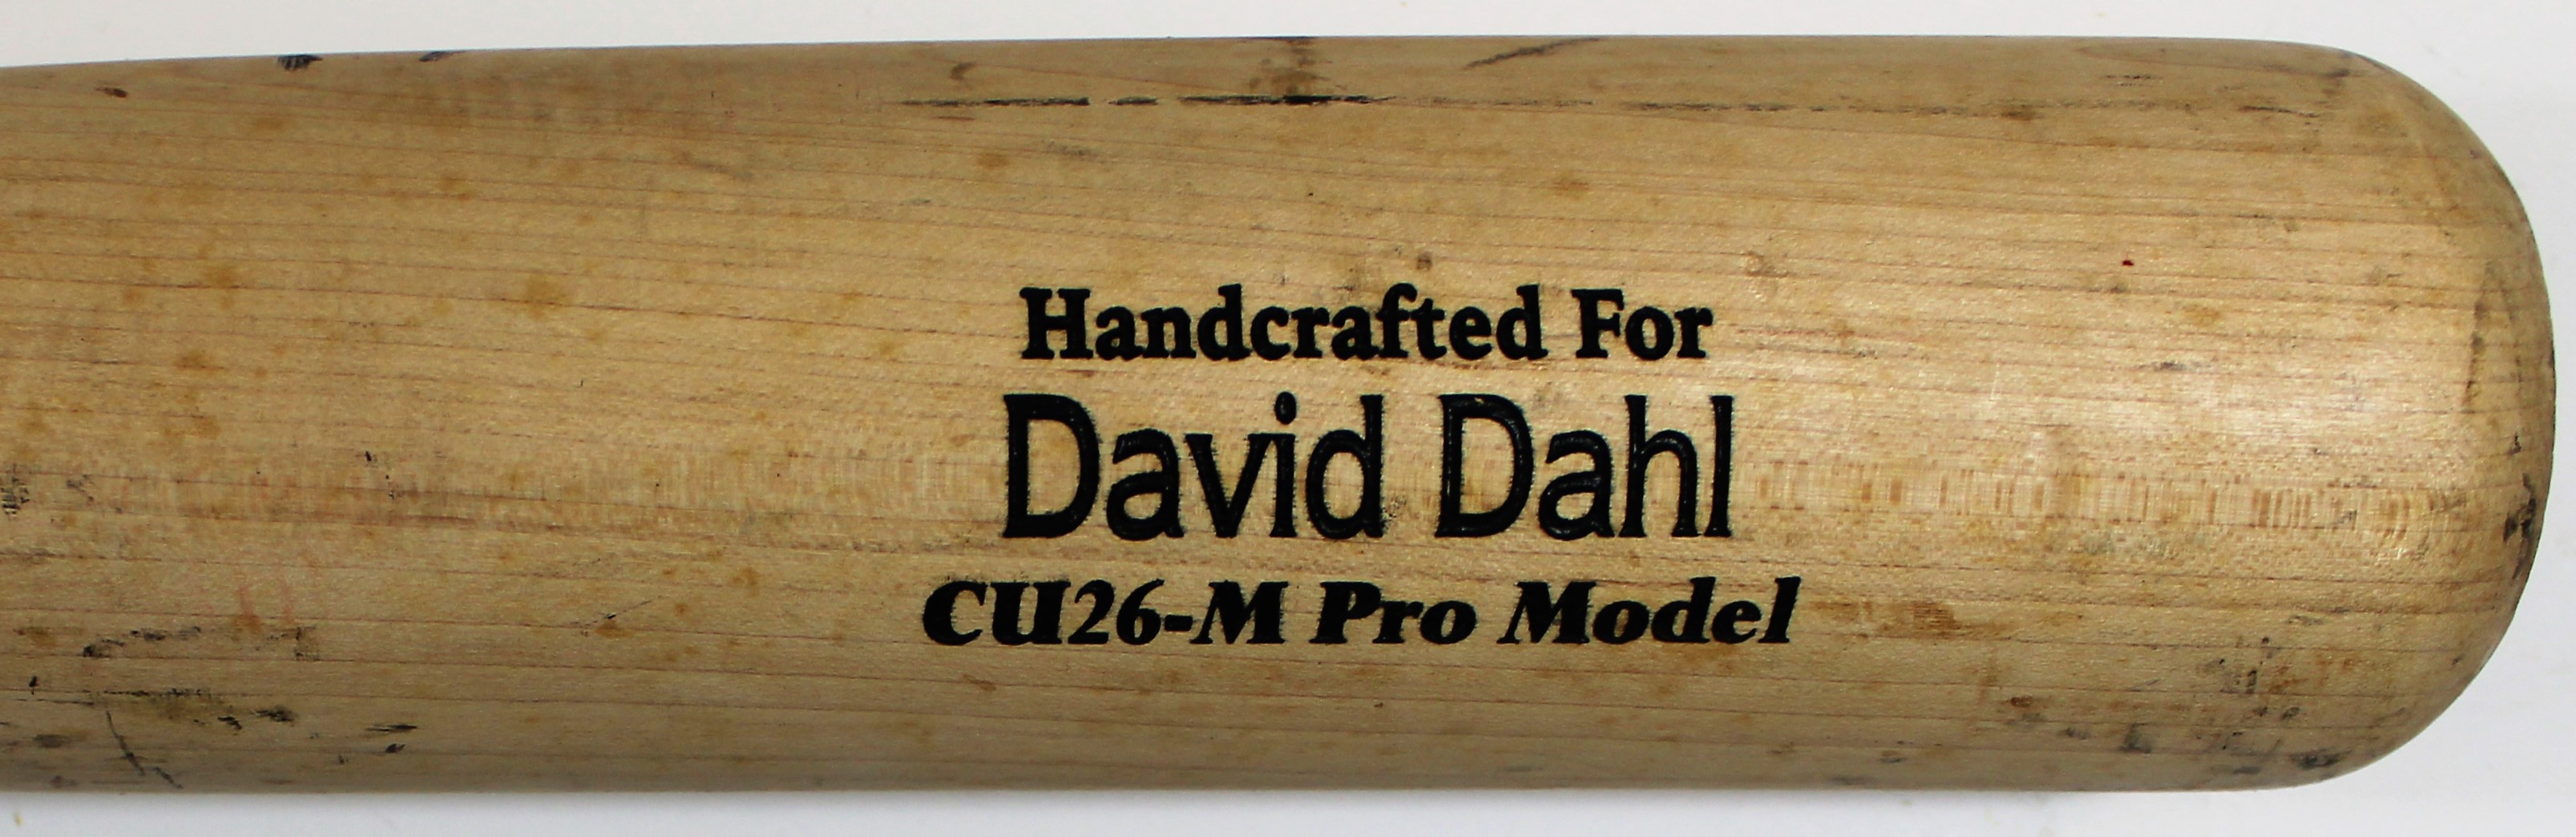 Handcrafted For
David Dahl
CU26-M Pro Model